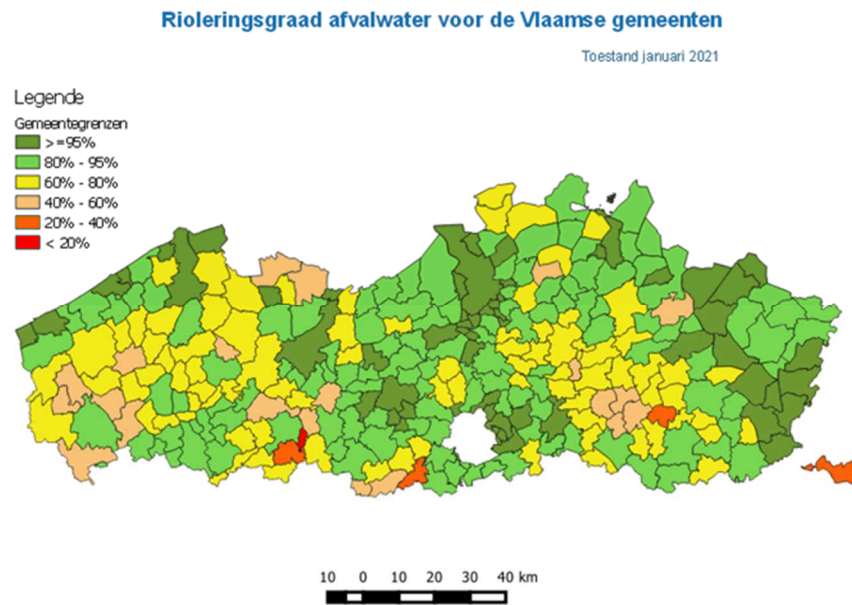 Rioleringsgraad afvalwater voor de Vlaamse gemeenten
Toestand januari 2021
Legende
Gemeentegrenzen
>=95%
80% - 95%
60% - 80%
40% - 60%
20% - 40%
< 20%
10 0 10 20 30 40 km